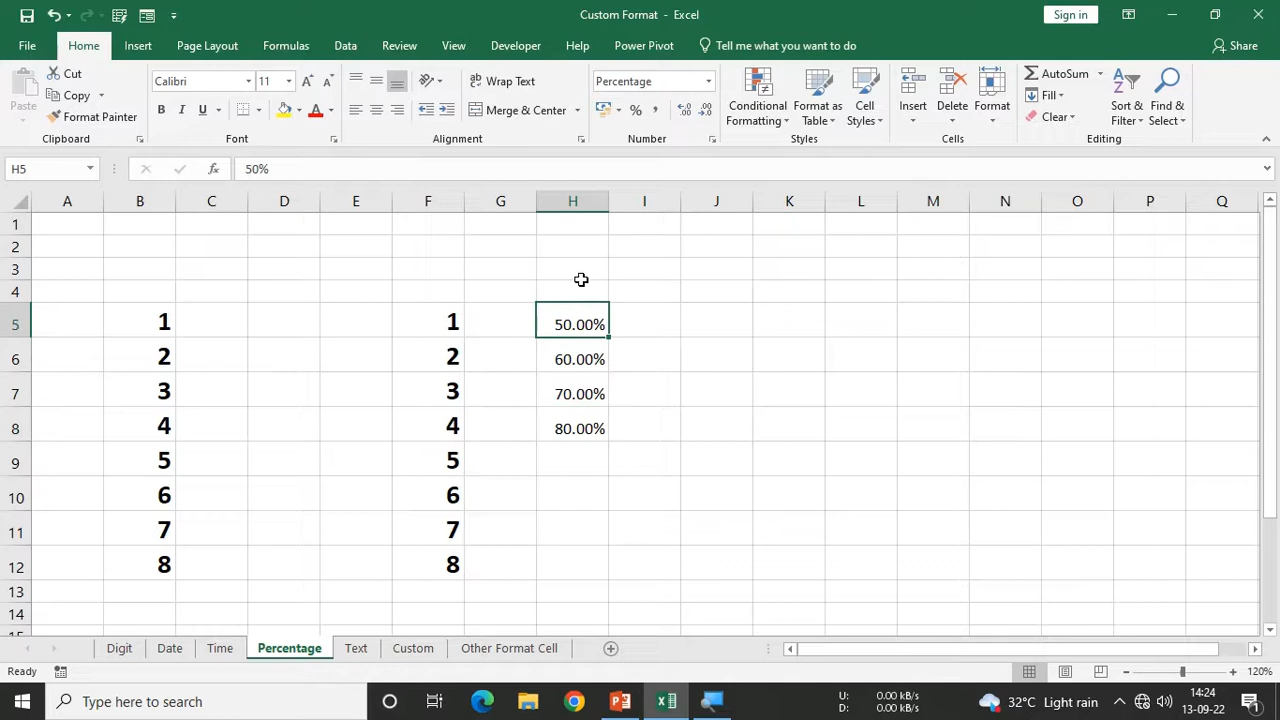 Custom Format - Excel
Sign in
File Home Insert Page Layout Formulas Data Review View Developer Help Power Pivot Tell me what you want to do Share
Paste
Cut
Copy
Format Painter
Clipboard
Calibri 11
B I U
Font
Wrap Text
Merge & Center
Alignment
Percentage
%
Number
Conditional Formatting
Format as Table
Cell Styles
Styles
Insert
Delete
Format
Cells
AutoSum
Fill
Clear
Sort & Filter
Find & Select
Editing
H5 fx 50%
A B C D E F G H I J K L M N O P Q
1
2
3
4
5 1 1 50.00%
6 2 2 60.00%
7 3 3 70.00%
8 4 4 80.00%
9 5 5
10 6 6
11 7 7
12 8 8
13
14
15
Digit Date Time Percentage Text Custom Other Format Cell
Ready 120%
Type here to search
U: 0.00 kB/s
D: 0.00 kB/s
32°C Light rain
14:24
13-09-22
1